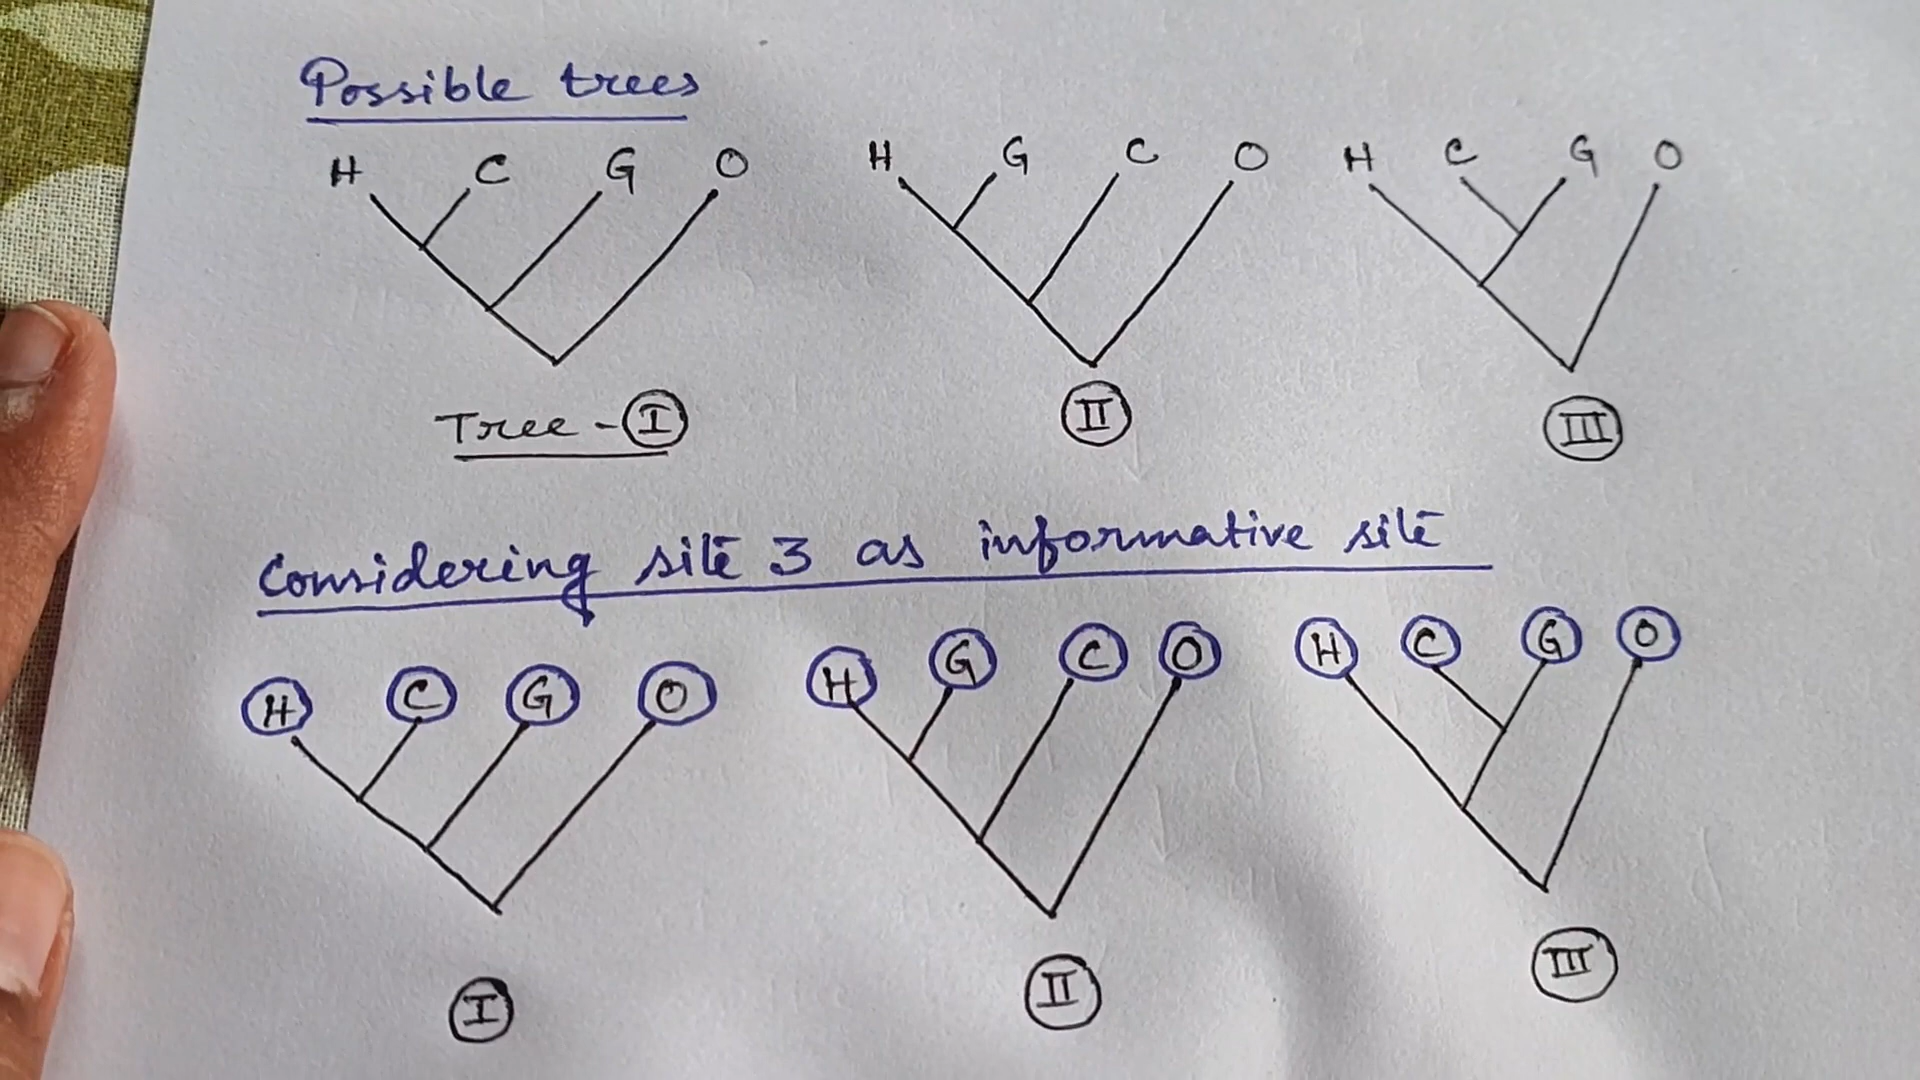 Possible trees
H C G O H G C O H C G O
Tree - I II III
Considering site 3 as informative site
H C G O H G C O H C G O
I II III